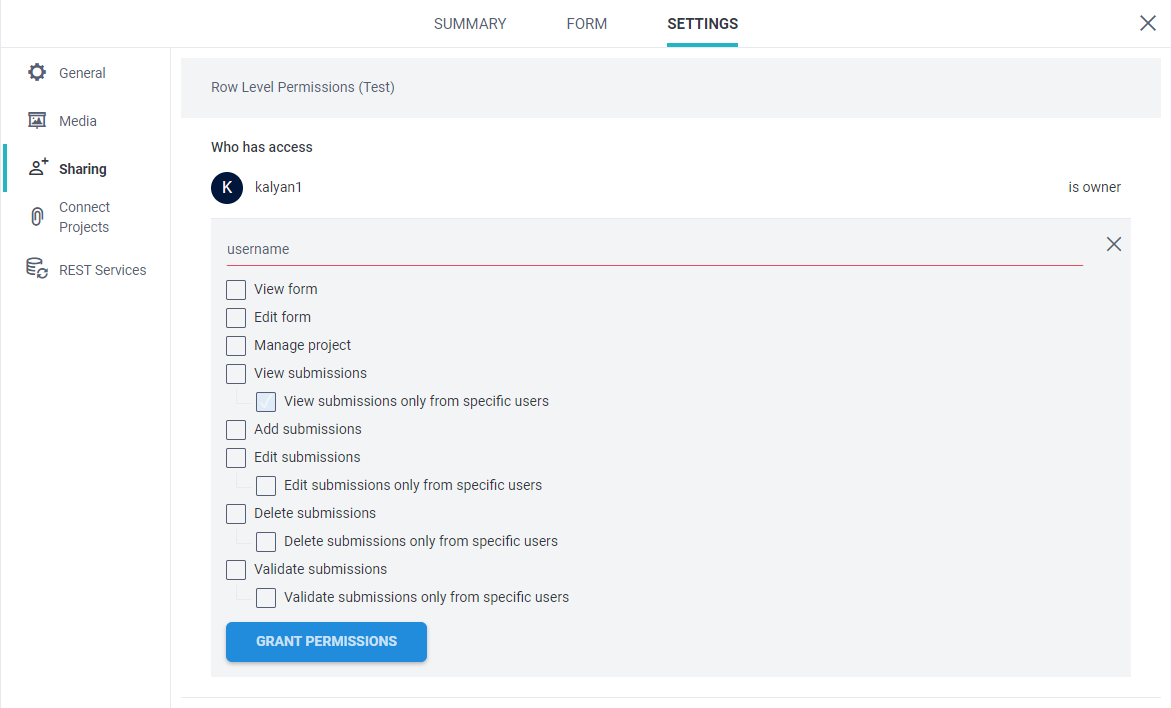 SUMMARY
FORM
SETTINGS
General
Media
Sharing
Connect
Projects
REST Services
Row Level Permissions (Test)
Who has access
K
kalyan1
is owner
username
View form
Edit form
Manage project
View submissions
View submissions only from specific users
Add submissions
Edit submissions
Edit submissions only from specific users
Delete submissions
Delete submissions only from specific users
Validate submissions
Validate submissions only from specific users
GRANT PERMISSIONS